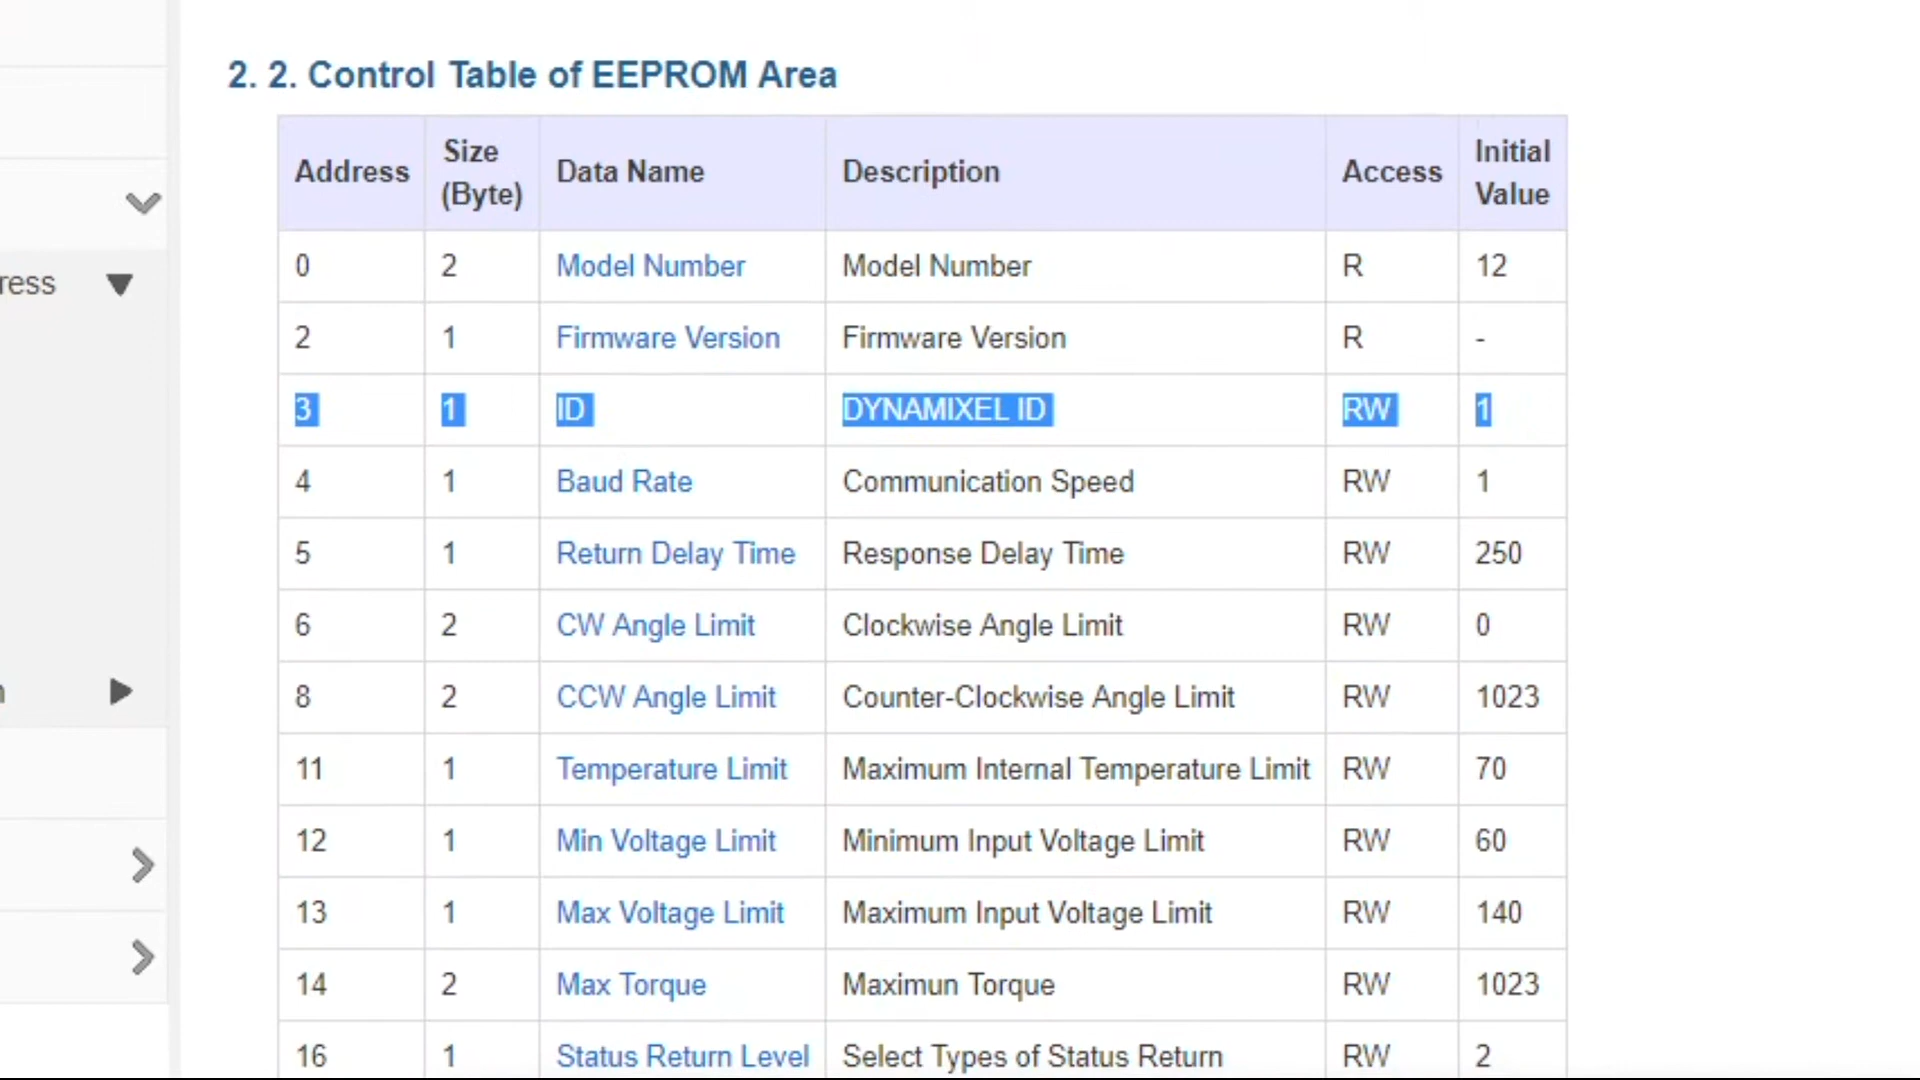 2. 2. Control Table of EEPROM Area
Address Size (Byte) Data Name Description Access Initial Value
0 2 Model Number Model Number R 12
2 1 Firmware Version Firmware Version R -
ress
3 1 ID DYNAMIXEL ID RW 1
4 1 Baud Rate Communication Speed RW 1
5 1 Return Delay Time Response Delay Time RW 250
6 2 CW Angle Limit Clockwise Angle Limit RW 0
8 2 CCW Angle Limit Counter-Clockwise Angle Limit RW 1023
11 1 Temperature Limit Maximum Internal Temperature Limit RW 70
12 1 Min Voltage Limit Minimum Input Voltage Limit RW 60
13 1 Max Voltage Limit Maximum Input Voltage Limit RW 140
14 2 Max Torque Maximun Torque RW 1023
16 1 Status Return Level Select Types of Status Return RW 2